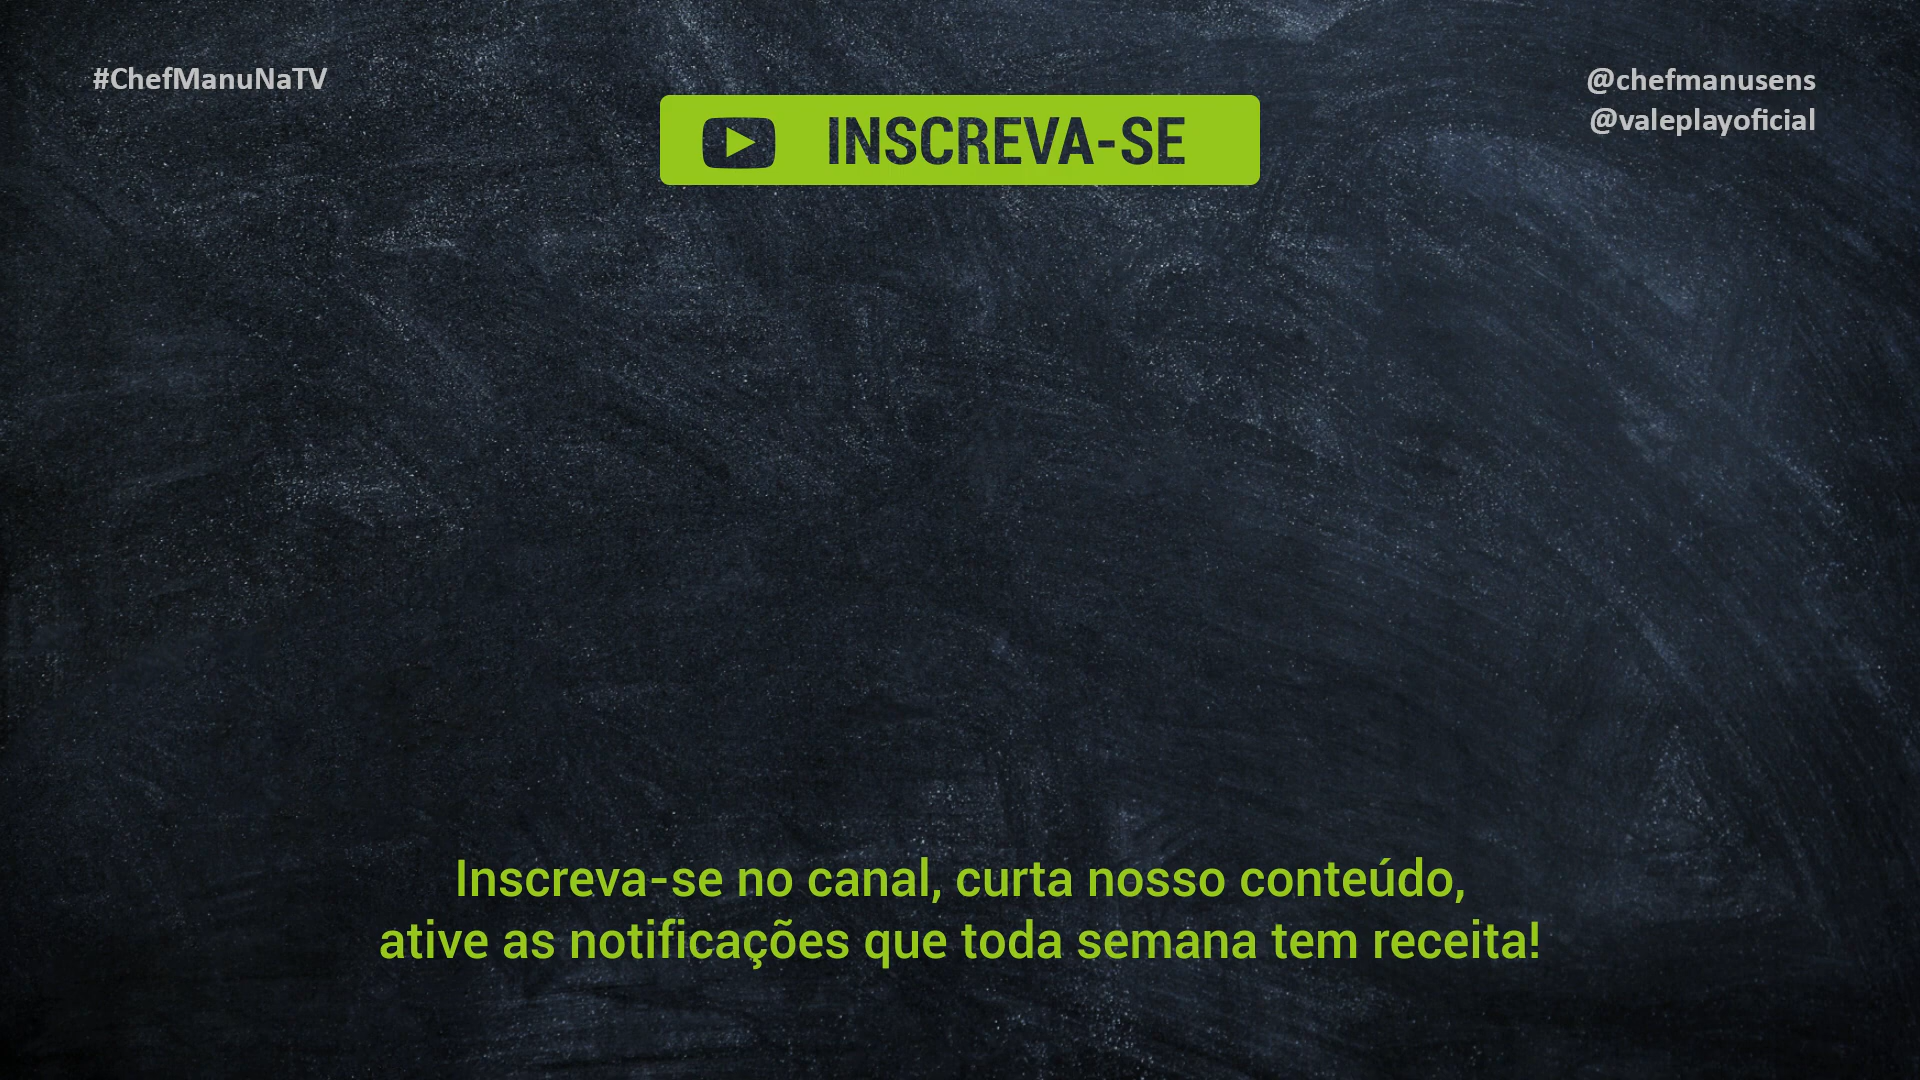 #ChefManuNaTV
@chefmanusens
@valeplayoficial
INSCREVA-SE
Inscreva-se no canal, curta nosso conteúdo,
ative as notificações que toda semana tem receita!